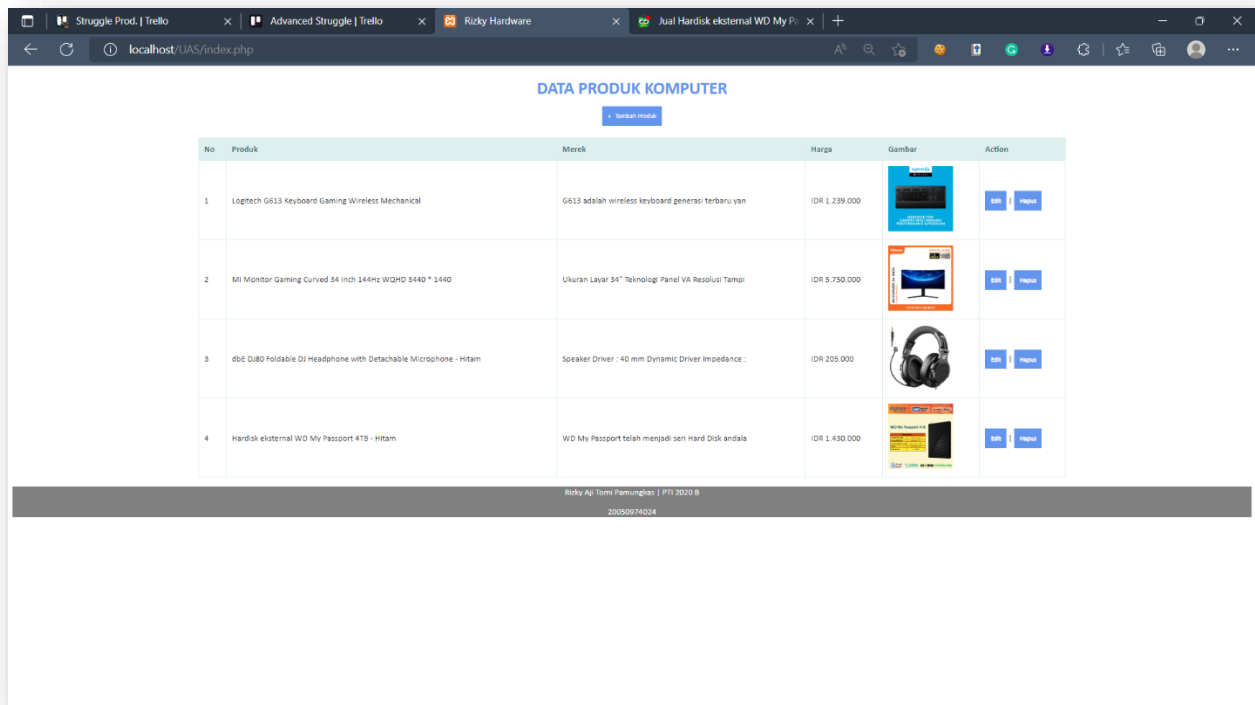 Struggle Prod. | Trello
Advanced Struggle | Trello
Rizky Hardware
Jual Hardisk eksternal WD My Pa
localhost/UAS/index.php
DATA PRODUK KOMPUTER
+ Tambah Produk
No Produk Merek Harga Gambar Action
1 Logitech G613 Keyboard Gaming Wireless Mechanical G613 adalah wireless keyboard generasi terbaru yan IDR 1.239.000 Edit | Hapus
2 Mi Monitor Gaming Curved 34 Inch 144Hz WQHD 3440 * 1440 Ukuran Layar 34" Teknologi Panel VA Resolusi Tampi IDR 5.750.000 Edit | Hapus
3 dbE DJ80 Foldable DJ Headphone with Detachable Microphone - Hitam Speaker Driver : 40 mm Dynamic Driver Impedance : IDR 205.000 Edit | Hapus
4 Hardisk eksternal WD My Passport 4TB - Hitam WD My Passport telah menjadi seri Hard Disk andala IDR 1.430.000 Edit | Hapus
Rizky Aji Tomi Pamungkas | PTI 2020 B
20050974024